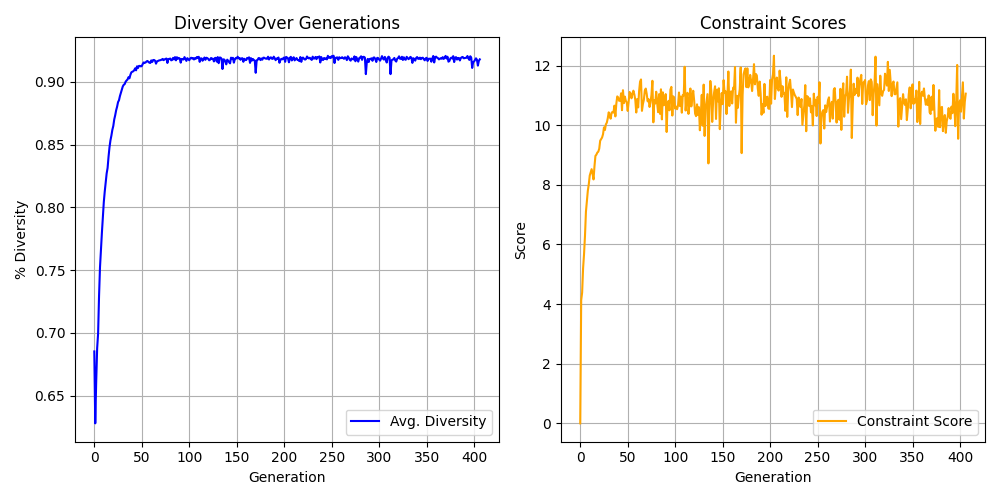 Diversity Over Generations
% Diversity
0.90
0.85
0.80
0.75
0.70
0.65
0 50 100 150 200 250 300 350 400
Generation
Avg. Diversity
Constraint Scores
Score
12
10
8
6
4
2
0
0 50 100 150 200 250 300 350 400
Generation
Constraint Score